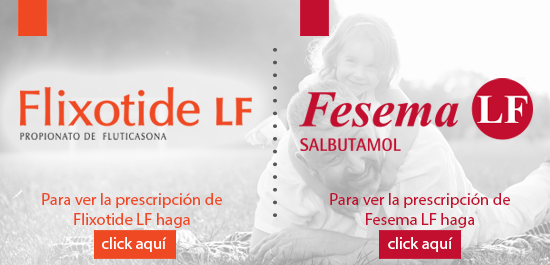 Flixotide LF
PROPIONATO DE FLUTICASONA
Para ver la prescripción de
Flixotide LF haga
click aquí
Fesema LF
SALBUTAMOL
Para ver la prescripción de
Fesema LF haga
click aquí